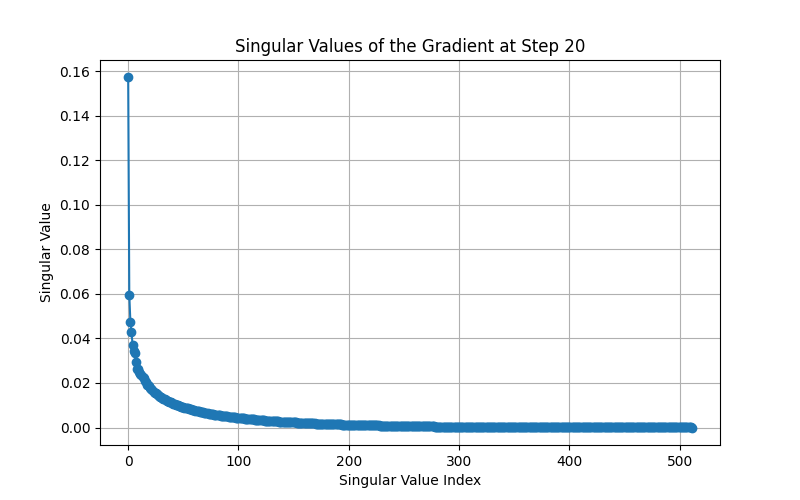 Singular Values of the Gradient at Step 20
Singular Value
0.16
0.14
0.12
0.10
0.08
0.06
0.04
0.02
0.00
0 100 200 300 400 500
Singular Value Index